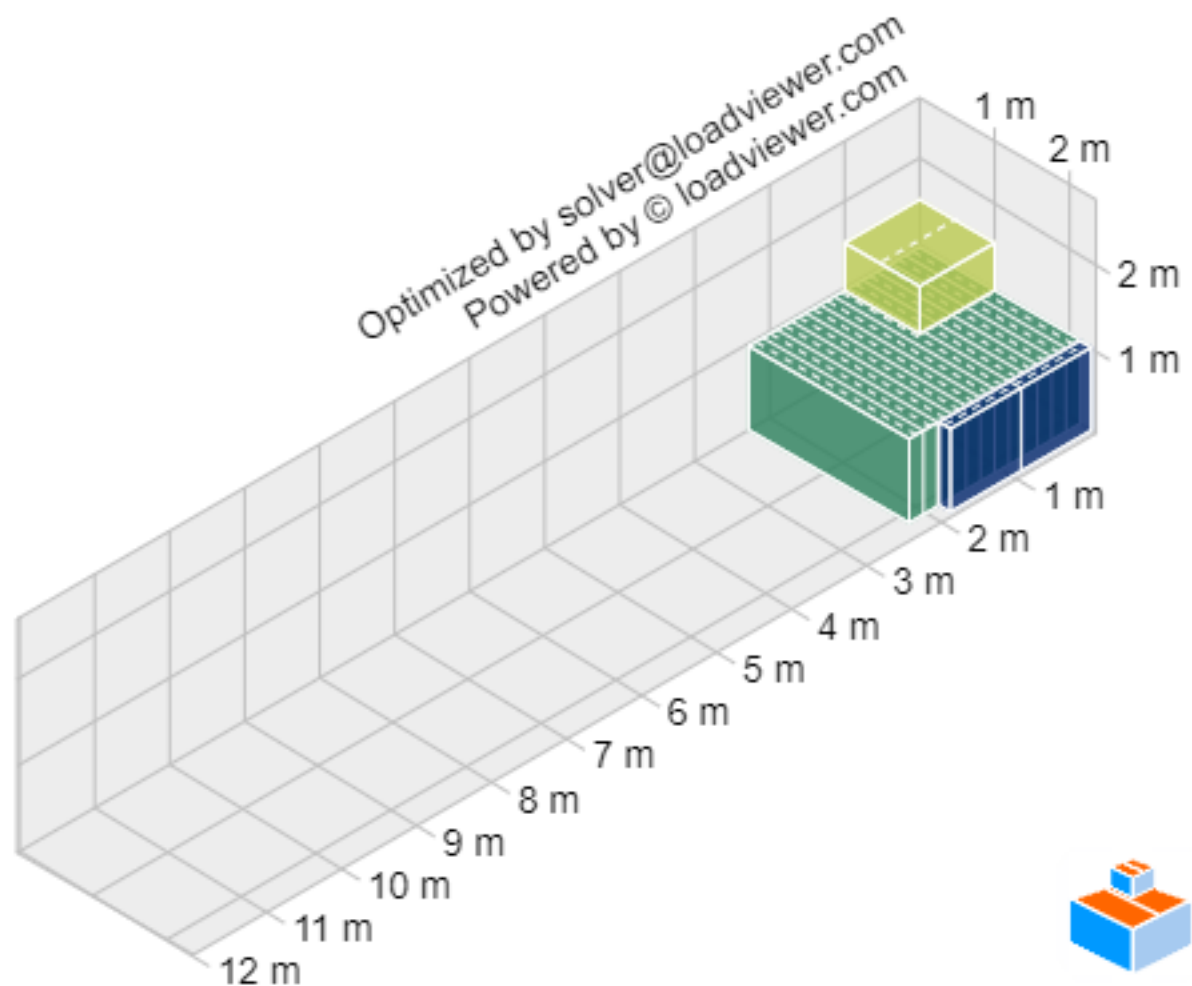 Optimized by solver@loadviewer.com
Powered by © loadviewer.com
1 m
2 m
2 m
1 m
1 m
2 m
3 m
4 m
5 m
6 m
7 m
8 m
9 m
10 m
11 m
12 m